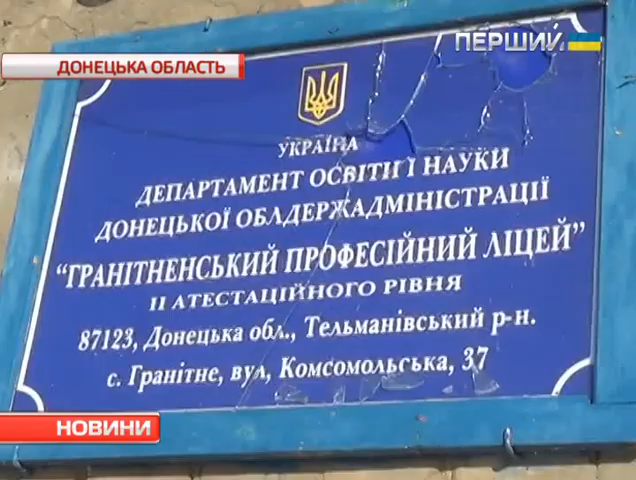 ПЕРШИЙ
ДОНЕЦЬКА ОБЛАСТЬ
УКРАЇНА
ДЕПАРТАМЕНТ ОСВІТИ І НАУКИ
ДОНЕЦЬКОЇ ОБЛДЕРЖАДМІНІСТРАЦІЇ
“ГРАНІТНЕНСЬКИЙ ПРОФЕСІЙНИЙ ЛІЦЕЙ”
ІІ АТЕСТАЦІЙНОГО РІВНЯ
87123, Донецька обл., Тельманівський р-н.
с. Гранітне, вул, Комсомольська, 37
НОВИНИ